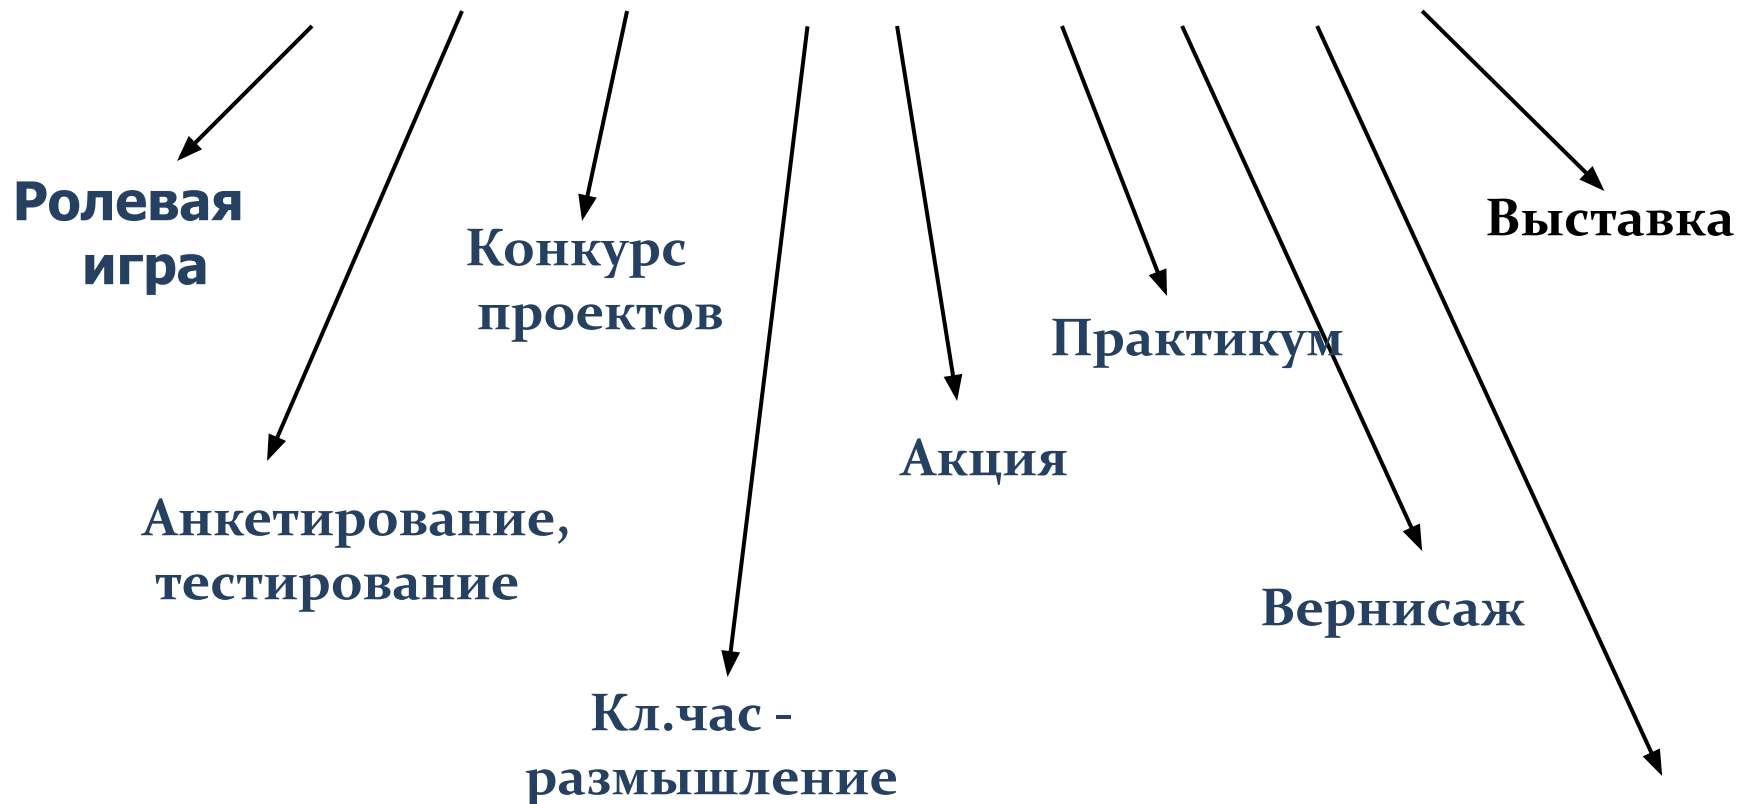 Ролевая
игра
Анкетирование,
тестирование
Конкурс
проектов
Кл.час -
размышление
Акция
Практикум
Вернисаж
Выставка